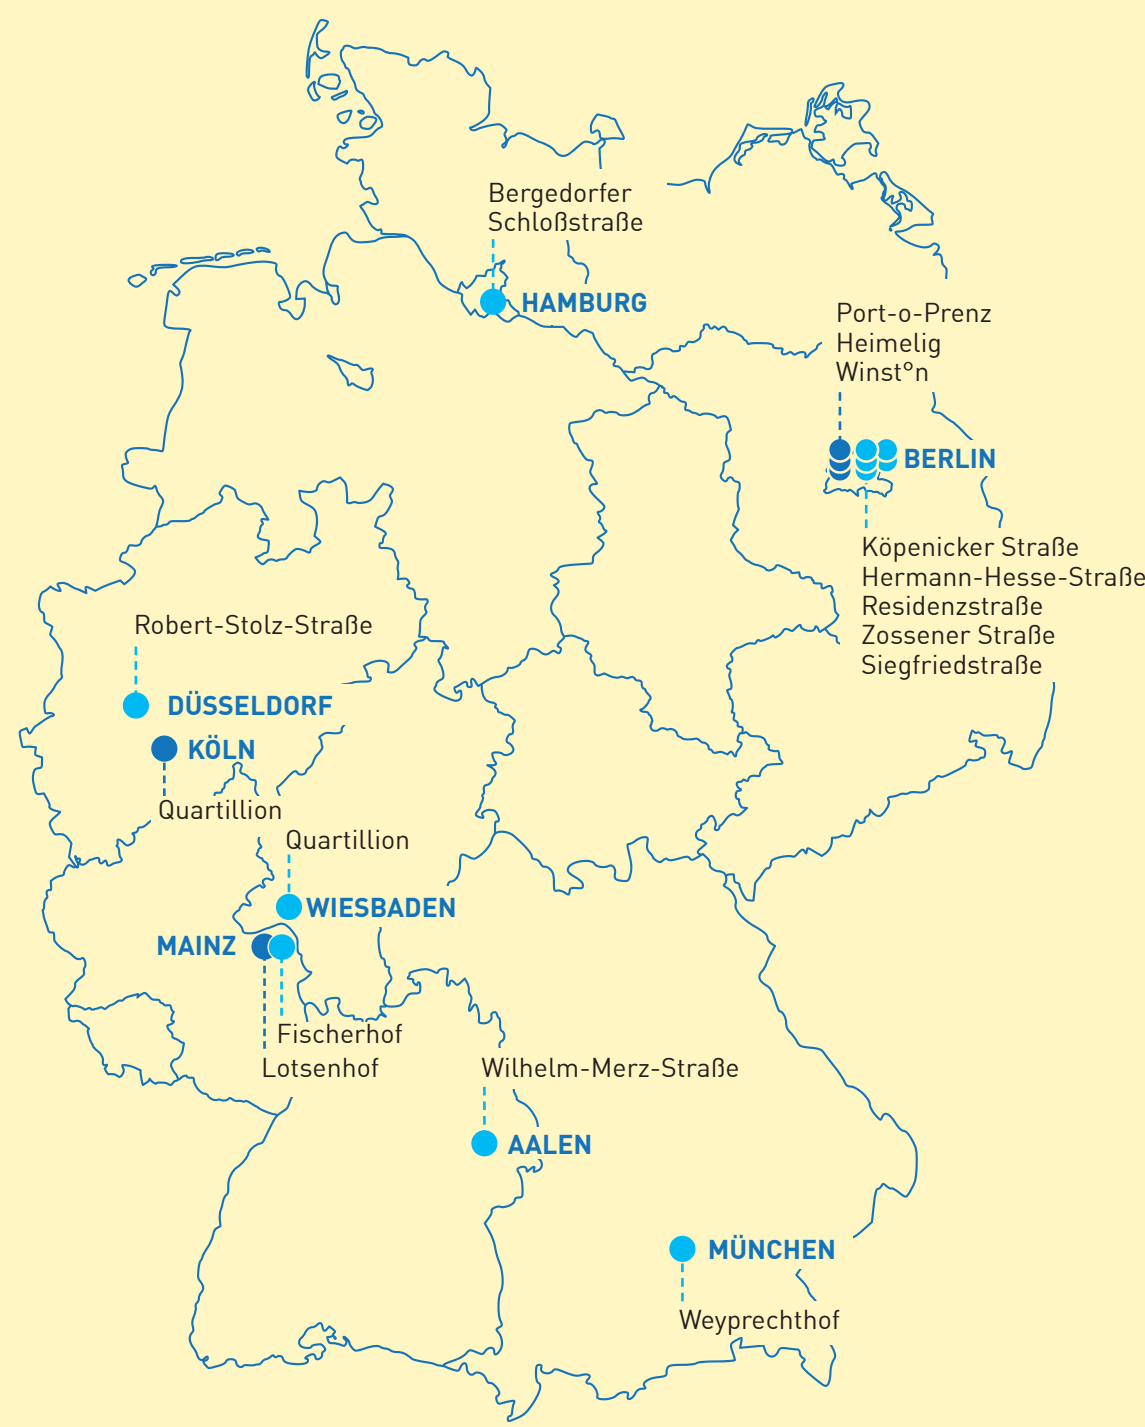 Bergedorfer
Schloßstraße
HAMBURG
Port-o-Prenz
Heimelig
Winst°n
BERLIN
Köpenicker Straße
Hermann-Hesse-Straße
Residenzstraße
Zossener Straße
Siegfriedstraße
Robert-Stolz-Straße
DÜSSELDORF
KÖLN
Quartillion
Quartillion
WIESBADEN
MAINZ
Fischerhof
Lotsenhof
Wilhelm-Merz-Straße
AALEN
MÜNCHEN
Weyprechthof